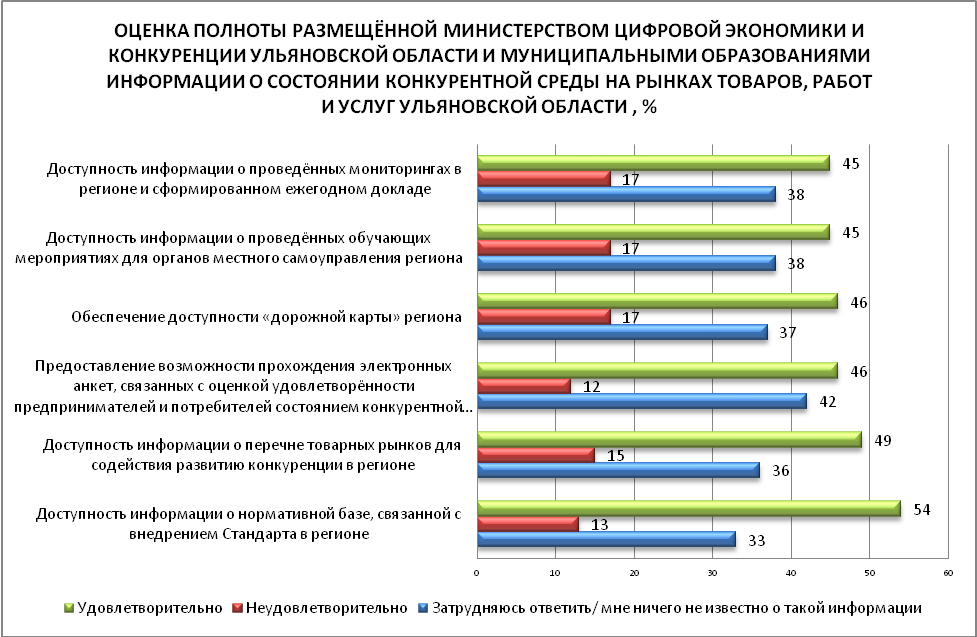 ОЦЕНКА ПОЛНОТЫ РАЗМЕЩЁННОЙ МИНИСТЕРСТВОМ ЦИФРОВОЙ ЭКОНОМИКИ И
КОНКУРЕНЦИИ УЛЬЯНОВСКОЙ ОБЛАСТИ И МУНИЦИПАЛЬНЫМИ ОБРАЗОВАНИЯМИ
ИНФОРМАЦИИ О СОСТОЯНИИ КОНКУРЕНТНОЙ СРЕДЫ НА РЫНКАХ ТОВАРОВ, РАБОТ
И УСЛУГ УЛЬЯНОВСКОЙ ОБЛАСТИ , %
Доступность информации о проведённых мониторингах в
регионе и сформированном ежегодном докладе
45
17
38
Доступность информации о проведённых обучающих
мероприятиях для органов местного самоуправления региона
45
17
38
Обеспечение доступности «дорожной карты» региона
46
17
37
Предоставление возможности прохождения электронных
анкет, связанных с оценкой удовлетворённости
предпринимателей и потребителей состоянием конкурентной...
46
12
42
Доступность информации о перечне товарных рынков для
содействия развитию конкуренции в регионе
49
15
36
Доступность информации о нормативной базе, связанной с
внедрением Стандарта в регионе
54
13
33
0 10 20 30 40 50 60
Удовлетворительно Неудовлетворительно Затрудняюсь ответить/ мне ничего не известно о такой информации